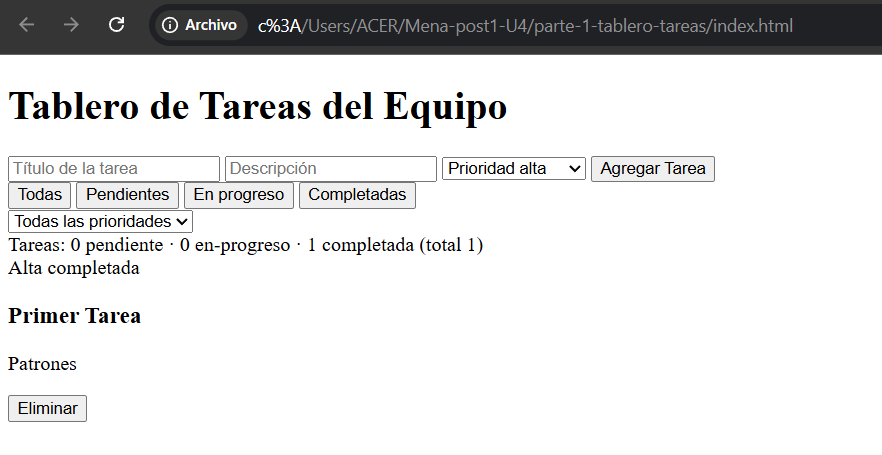 Archivo c%3A/Users/ACER/Mena-post1-U4/parte-1-tablero-tareas/index.html
Tablero de Tareas del Equipo
Título de la tarea Descripción Prioridad alta Agregar Tarea
Todas Pendientes En progreso Completadas
Todas las prioridades
Tareas: 0 pendiente · 0 en-progreso · 1 completada (total 1)
Alta completada
Primer Tarea
Patrones
Eliminar